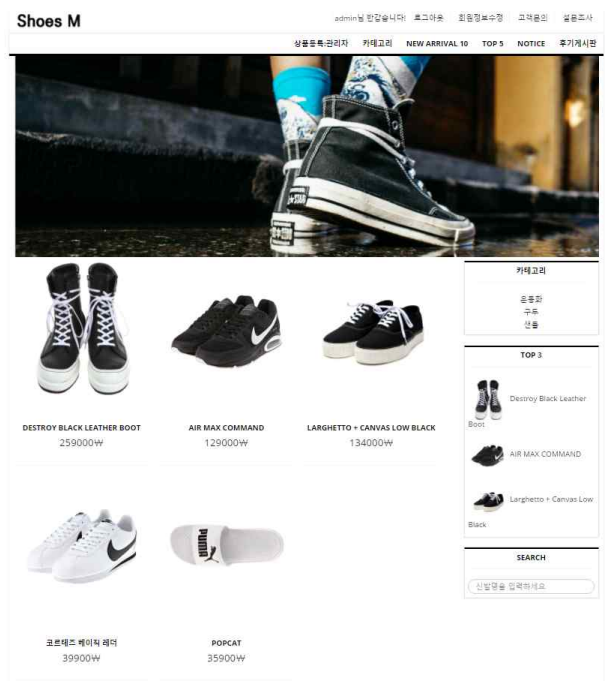 Shoes M
admin님 반갑습니다! 로그아웃 회원정보수정 고객문의 설문조사
상품등록:관리자 카테고리 NEW ARRIVAL 10 TOP 5 NOTICE 후기게시판
STAR
DESTROY BLACK LEATHER BOOT
259000₩
AIR MAX COMMAND
129000₩
LARGHETTO + CANVAS LOW BLACK
134000₩
PUMA
코르테즈 베이직 레더
39900₩
POPCAT
35900₩
카테고리
운동화
구두
샌들
TOP 3
Destroy Black Leather
Boot
AIR MAX COMMAND
Larghetto + Canvas Low
Black
SEARCH
신발명을 입력하세요